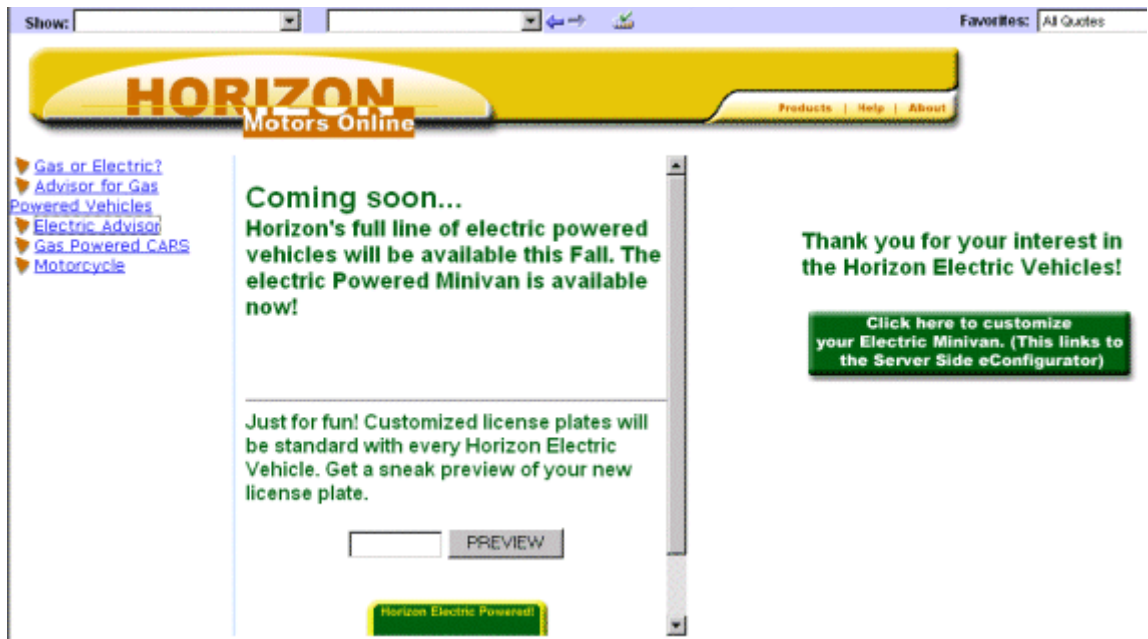 Show:
Favorites: All Quotes
HORIZON
Motors Online
Products | Help | About
Gas or Electric?
Advisor for Gas
Powered Vehicles
Electric Advisor
Gas Powered CARS
Motorcycle
Coming soon...
Horizon's full line of electric powered
vehicles will be available this Fall. The
electric Powered Minivan is available
now!
Just for fun! Customized license plates will
be standard with every Horizon Electric
Vehicle. Get a sneak preview of your new
license plate.
PREVIEW
Horizon Electric Powered!
Thank you for your interest in
the Horizon Electric Vehicles!
Click here to customize
your Electric Minivan. (This links to
the Server Side eConfigurator)